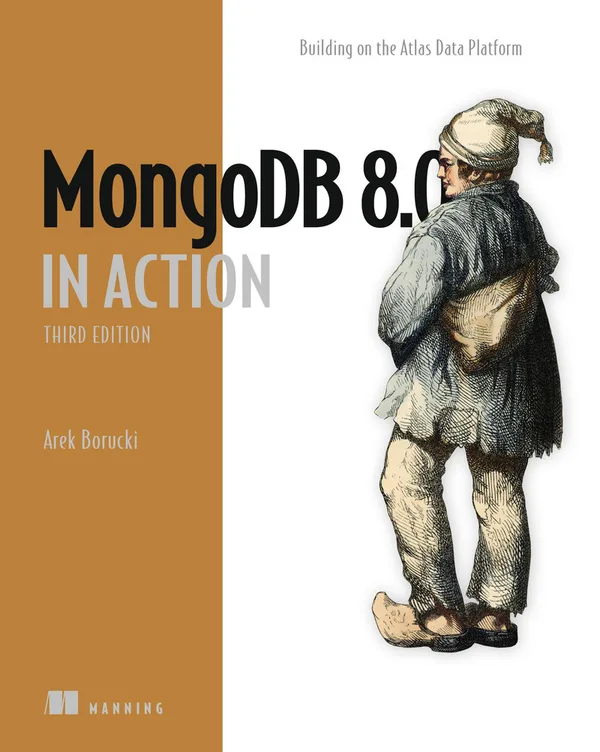 Building on the Atlas Data Platform
MongoDB 8.0
IN ACTION
THIRD EDITION
Arek Borucki
MANNING